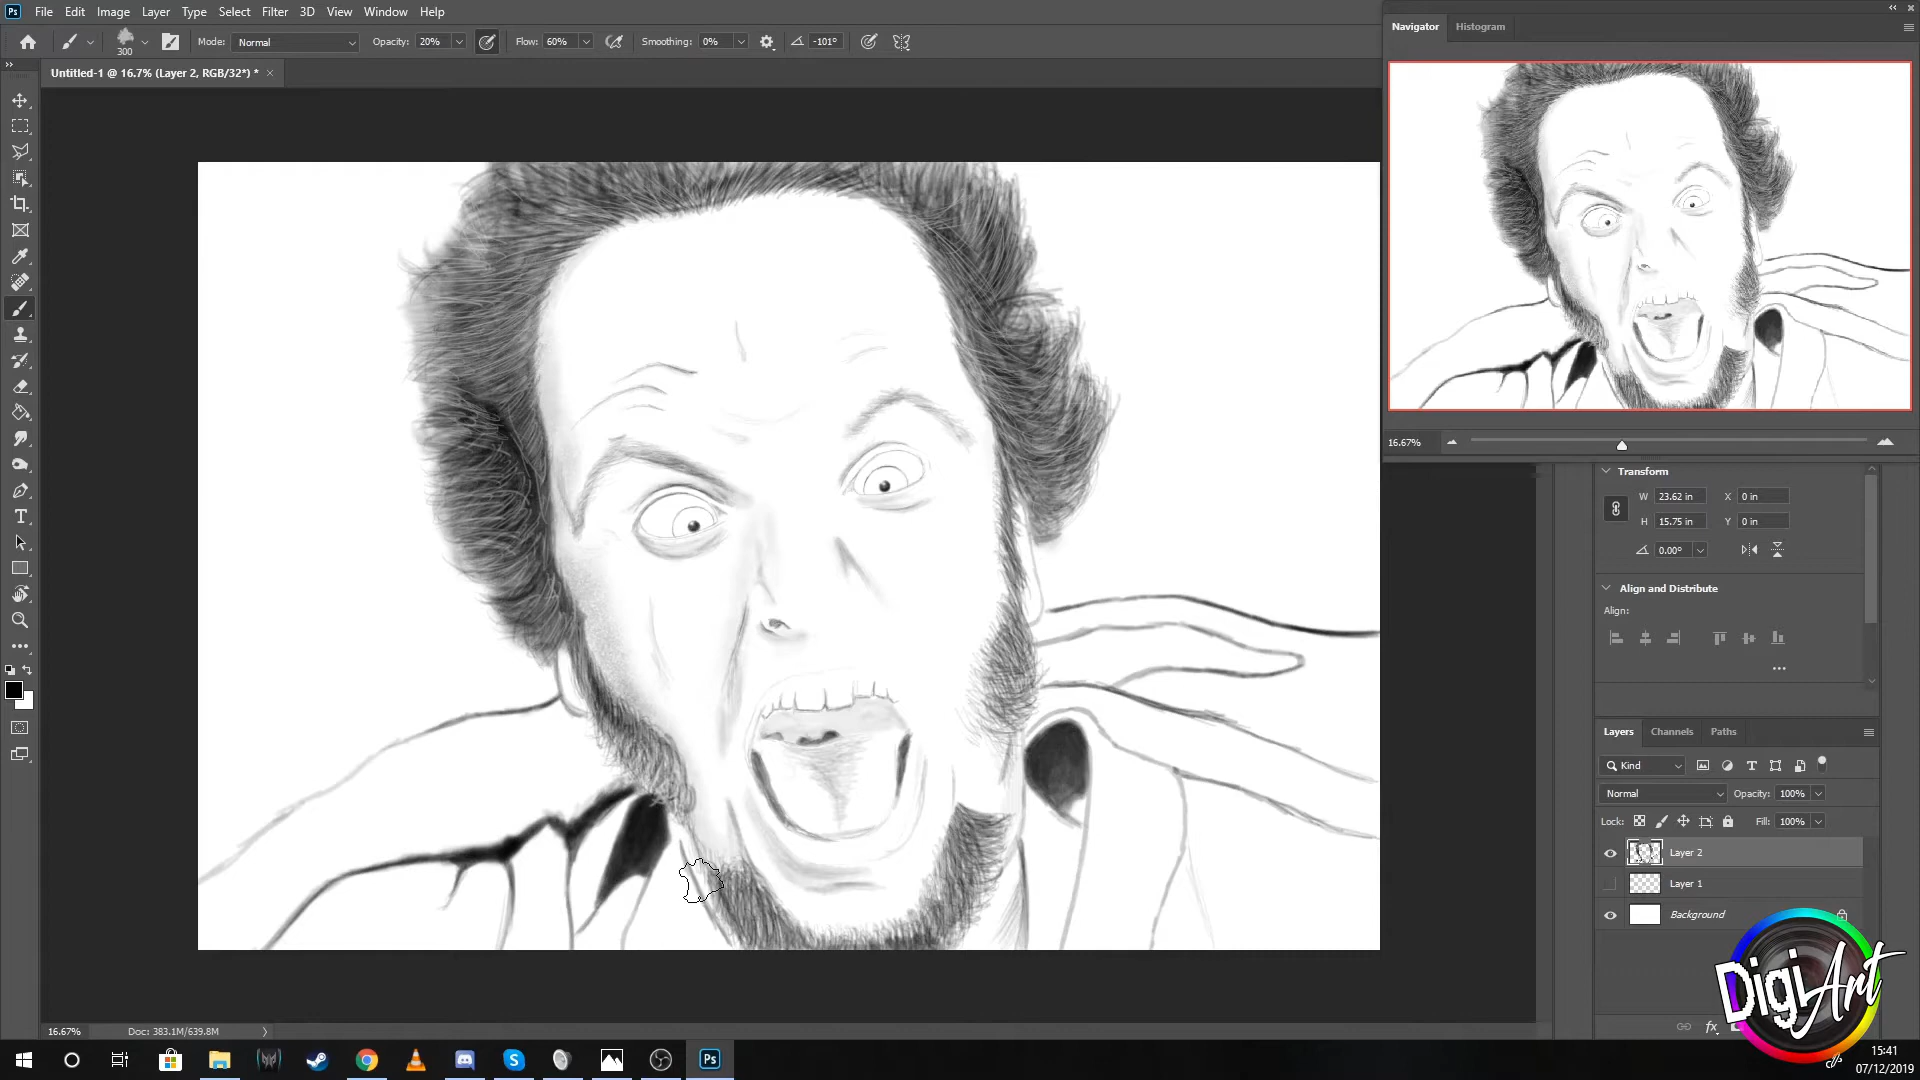 Ps File Edit Image Layer Type Select Filter 3D View Window Help
300 Mode: Normal Opacity: 20% Flow: 60% Smoothing: 0% -101°
Untitled-1 @ 16.7% (Layer 2, RGB/32*) * ×
Navigator Histogram
16.67%
Transform
W 23.62 in X 0 in
H 15.75 in Y 0 in
0.00°
Align and Distribute
Align:
Layers Channels Paths
Kind
Normal Opacity: 100%
Lock: Fill: 100%
Layer 2
Layer 1
Background
fx
DigiArt
16.67% Doc: 383.1M/639.8M
Ps
15:41
07/12/2019